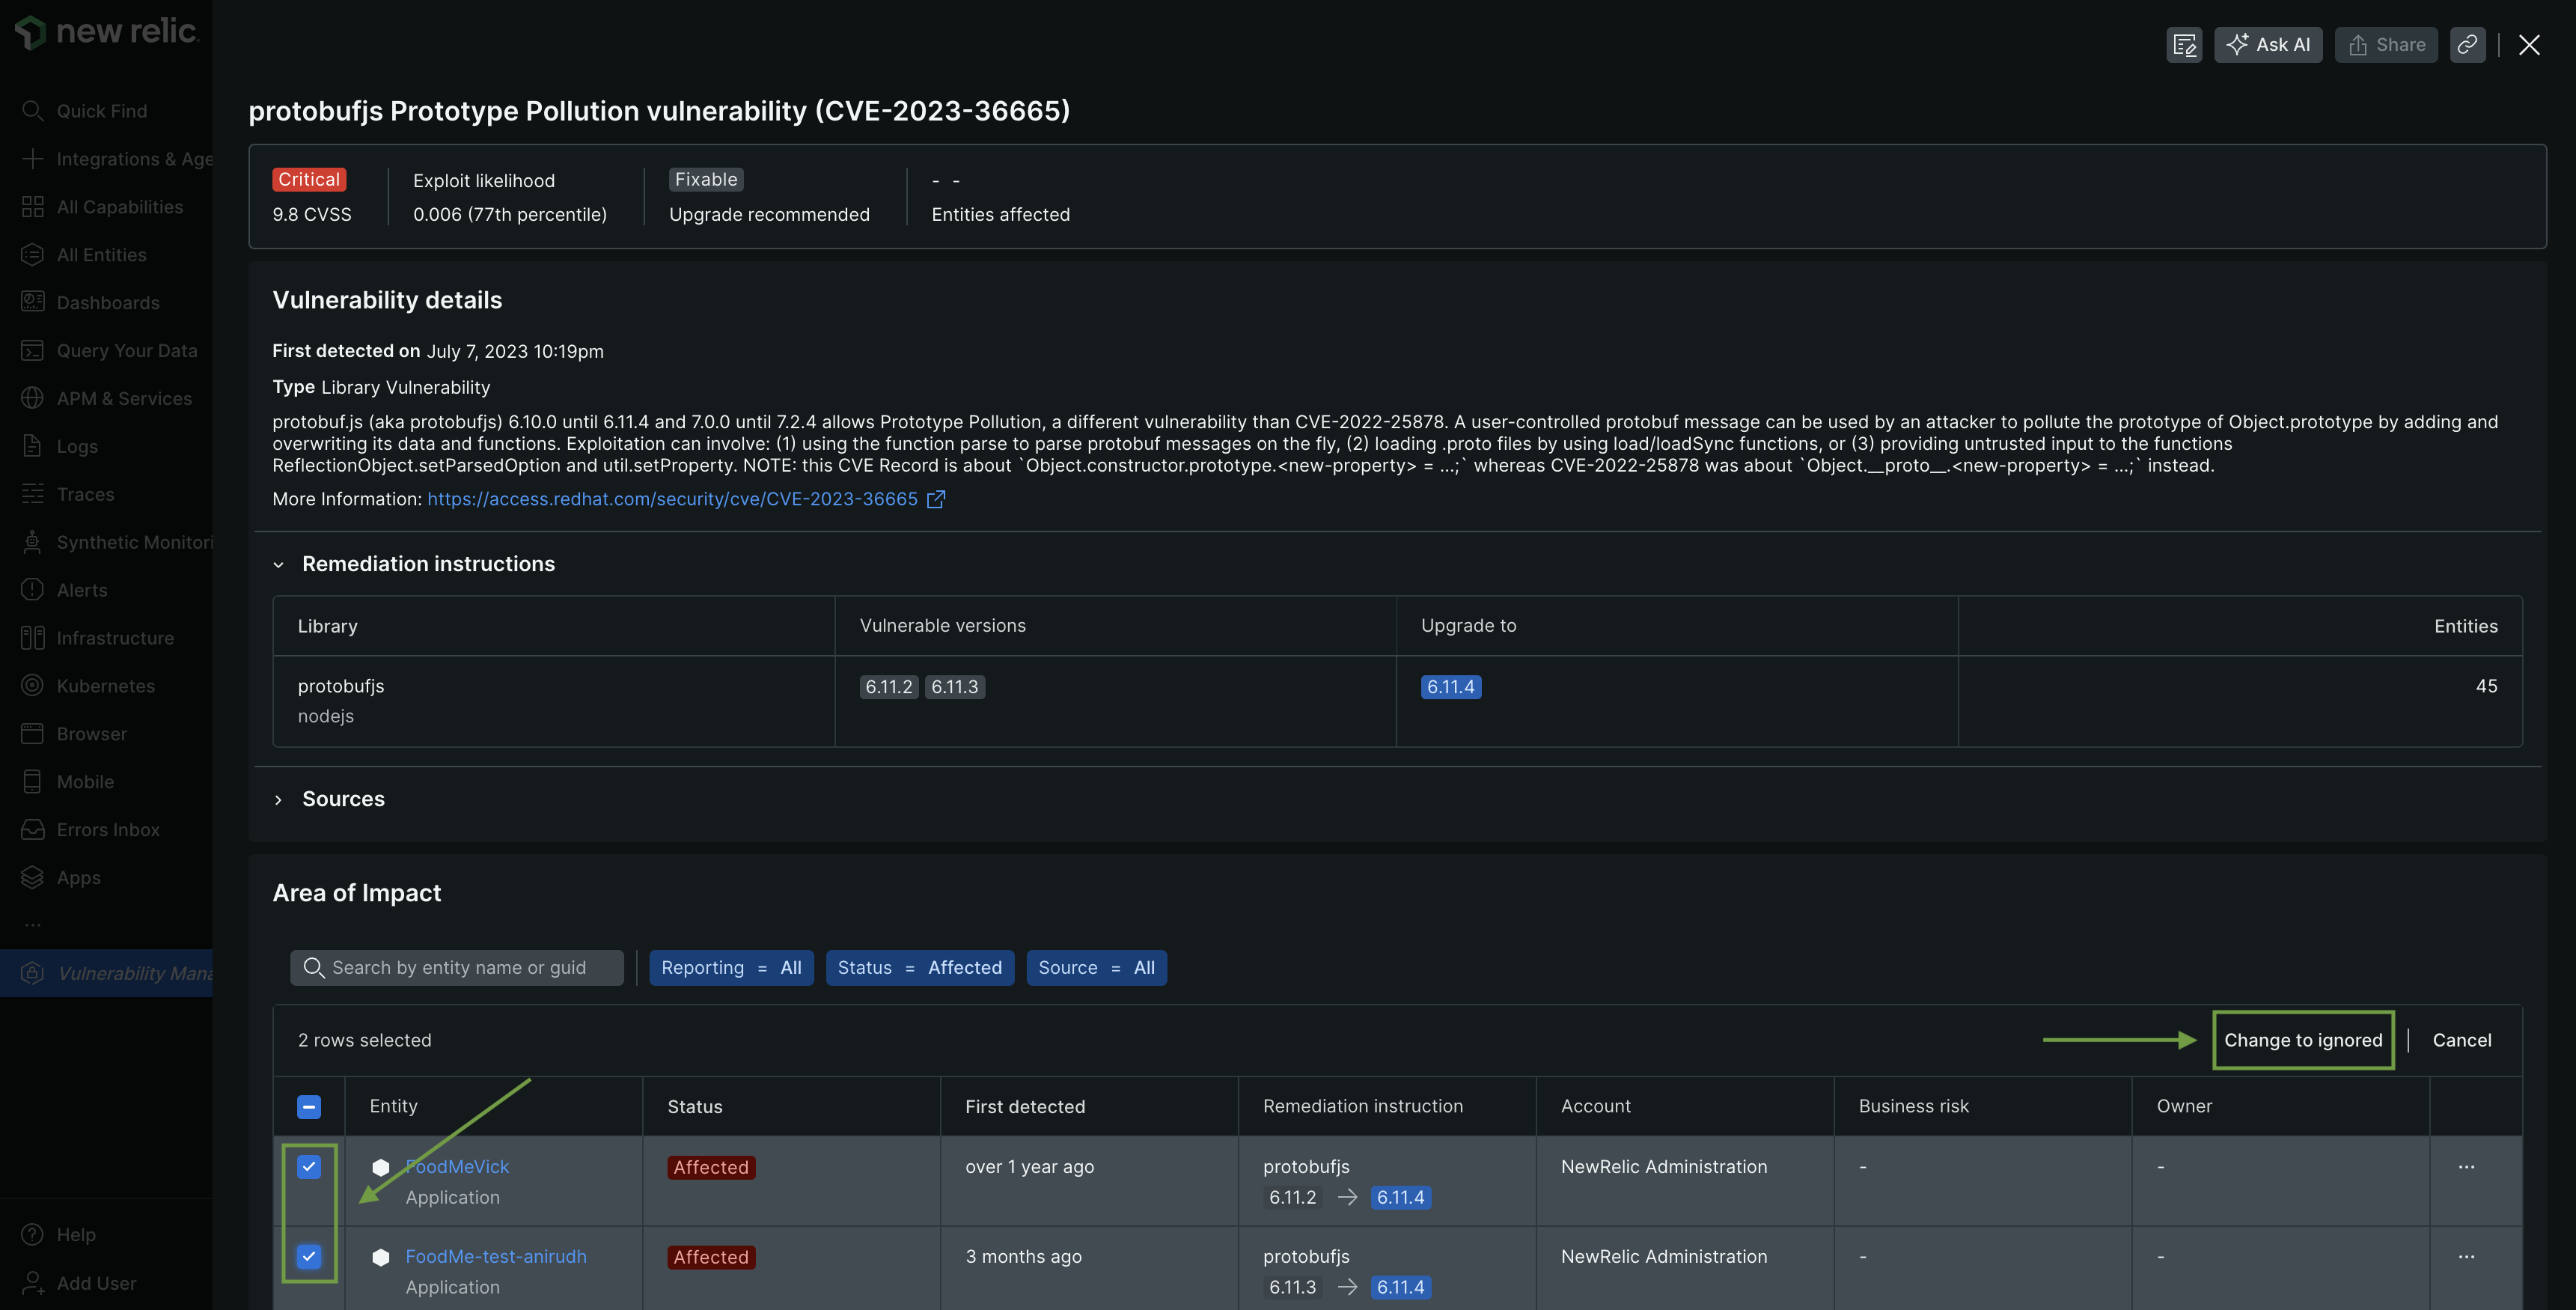 new relic
Ask AI
Share
Quick Find
Integrations & Age
All Capabilities
All Entities
Dashboards
Query Your Data
APM & Services
Logs
Traces
Synthetic Monitori
Alerts
Infrastructure
Kubernetes
Browser
Mobile
Errors Inbox
Apps
...
Vulnerability Mana
Help
Add User
protobufjs Prototype Pollution vulnerability (CVE-2023-36665)
Critical
9.8 CVSS
Exploit likelihood
0.006 (77th percentile)
Fixable
Upgrade recommended
- -
Entities affected
Vulnerability details
First detected on July 7, 2023 10:19pm
Type Library Vulnerability
protobuf.js (aka protobufjs) 6.10.0 until 6.11.4 and 7.0.0 until 7.2.4 allows Prototype Pollution, a different vulnerability than CVE-2022-25878. A user-controlled protobuf message can be used by an attacker to pollute the prototype of Object.prototype by adding and
overwriting its data and functions. Exploitation can involve: (1) using the function parse to parse protobuf messages on the fly, (2) loading .proto files by using load/loadSync functions, or (3) providing untrusted input to the functions
ReflectionObject.setParsedOption and util.setProperty. NOTE: this CVE Record is about `Object.constructor.prototype.<new-property> = ...;` whereas CVE-2022-25878 was about `Object.__proto__.<new-property> = ...;` instead.
More Information: https://access.redhat.com/security/cve/CVE-2023-36665
Remediation instructions
Library Vulnerable versions Upgrade to Entities
protobufjs 6.11.2 6.11.3 6.11.4 45
nodejs
Sources
Area of Impact
Search by entity name or guid Reporting = All Status = Affected Source = All
2 rows selected Change to ignored Cancel
Entity Status First detected Remediation instruction Account Business risk Owner
FoodMeVick Affected over 1 year ago protobufjs NewRelic Administration - - ...
Application 6.11.2 → 6.11.4
FoodMe-test-anirudh Affected 3 months ago protobufjs NewRelic Administration - - ...
Application 6.11.3 → 6.11.4